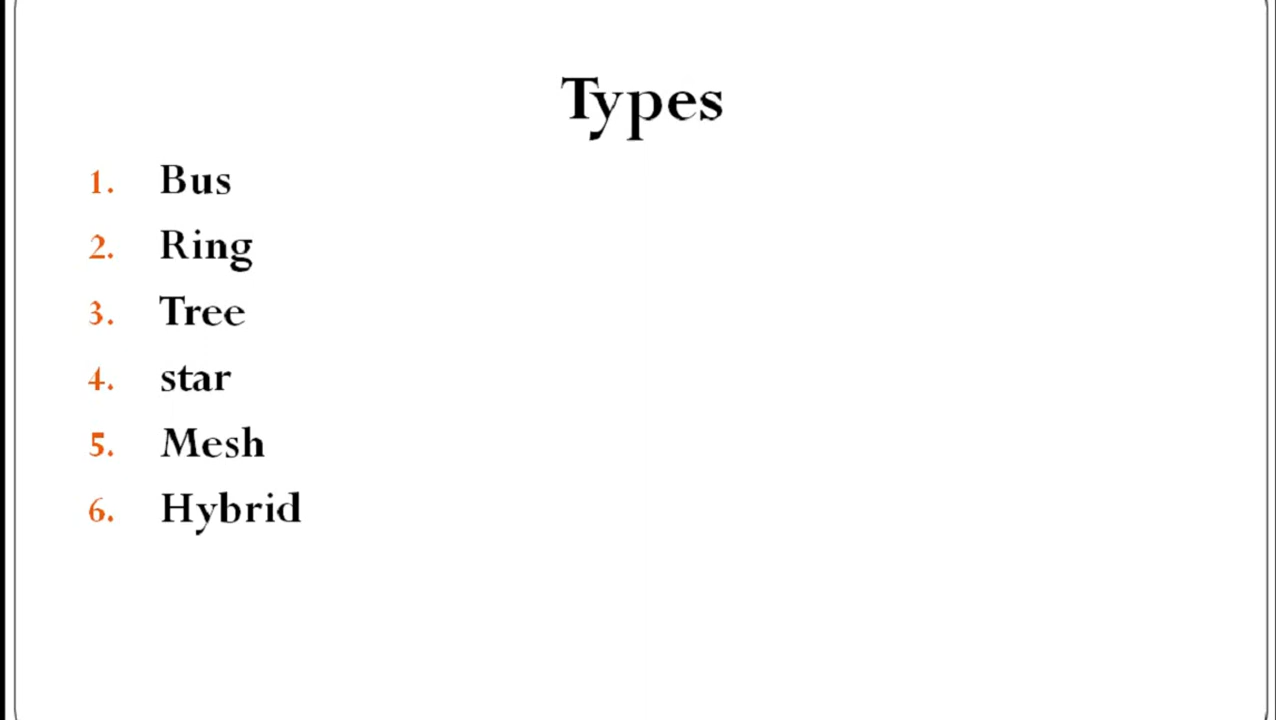 Types
1. Bus
2. Ring
3. Tree
4. star
5. Mesh
6. Hybrid